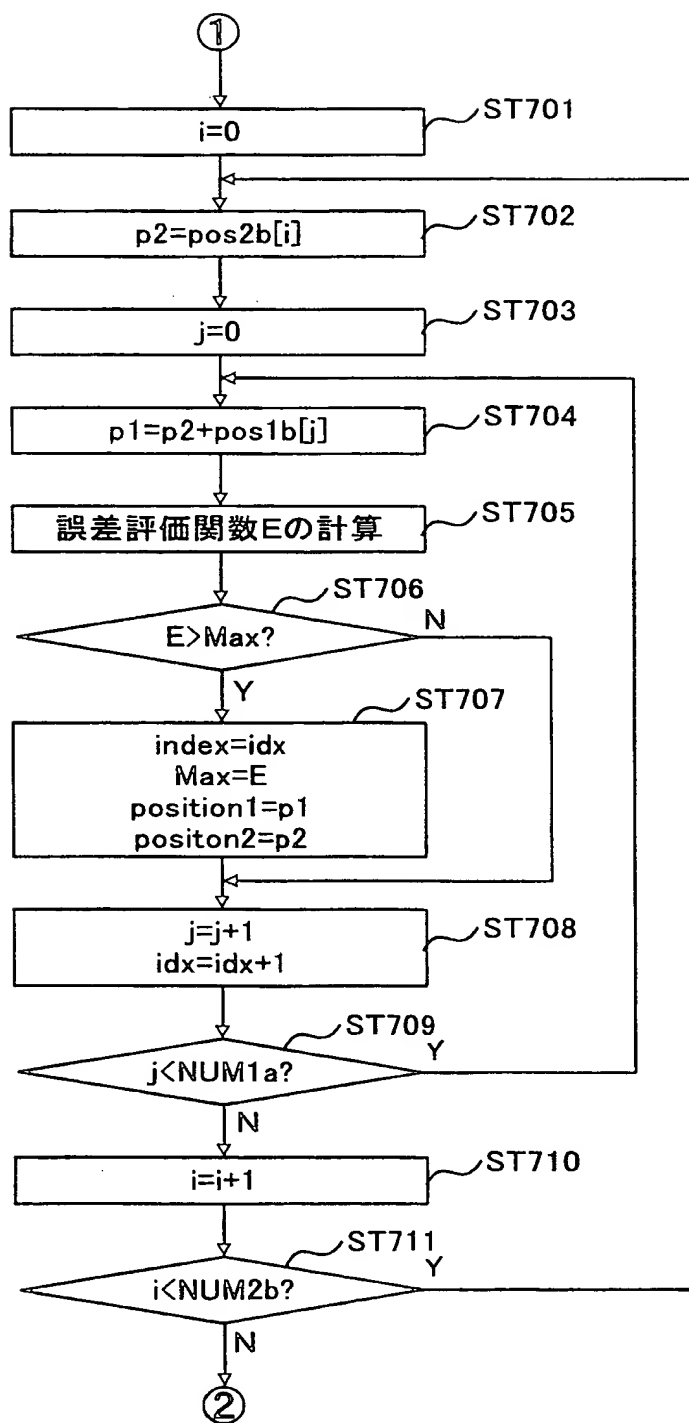 ①
ST701
i=0
ST702
p2=pos2b[i]
ST703
j=0
ST704
p1=p2+pos1b[j]
ST705
誤差評価関数Eの計算
ST706
E>Max?
N
Y
ST707
index=idx
Max=E
position1=p1
positon2=p2
ST708
j=j+1
idx=idx+1
ST709
j<NUM1a?
Y
N
ST710
i=i+1
ST711
i<NUM2b?
Y
N
②